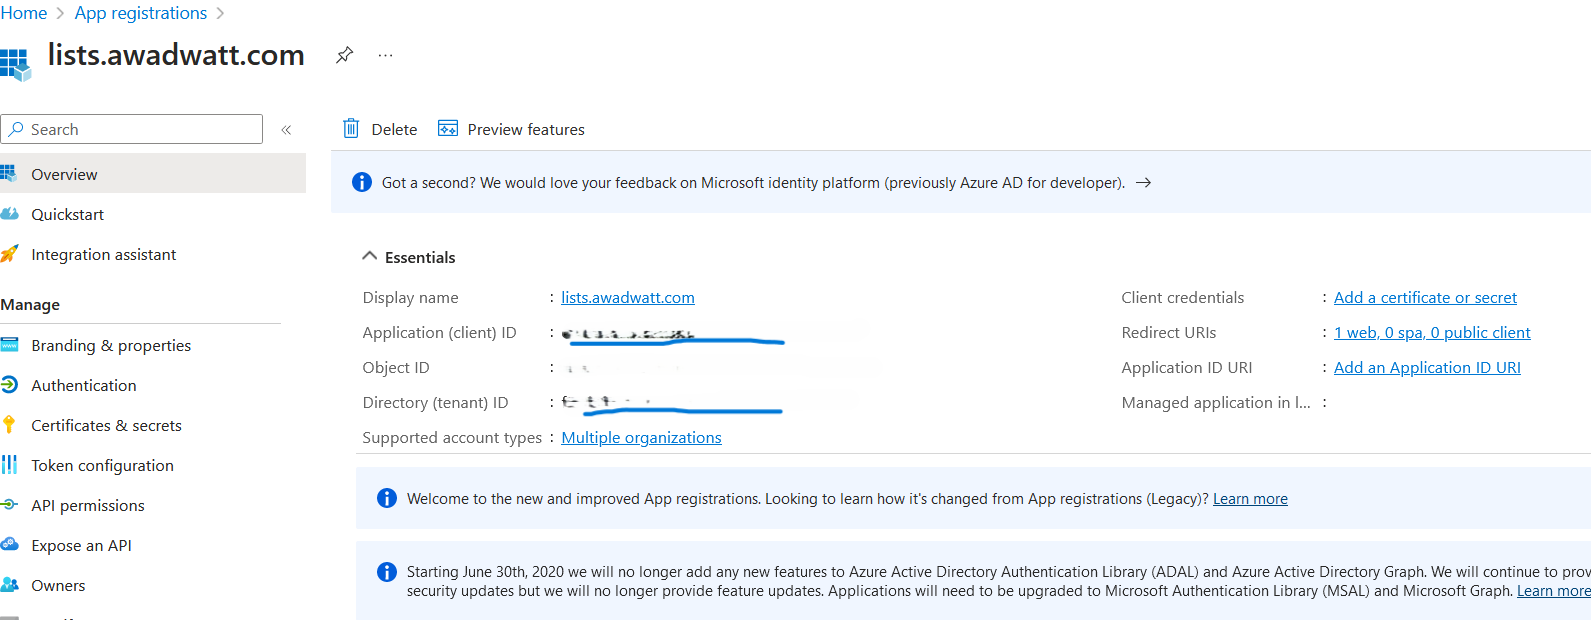 Home > App registrations >
lists.awadwatt.com
Search
Delete Preview features
Overview
Quickstart
Integration assistant
Manage
Branding & properties
Authentication
Certificates & secrets
Token configuration
API permissions
Expose an API
Owners
Got a second? We would love your feedback on Microsoft identity platform (previously Azure AD for developer). →
Essentials
Display name : lists.awadwatt.com
Application (client) ID :
Object ID :
Directory (tenant) ID :
Supported account types : Multiple organizations
Client credentials : Add a certificate or secret
Redirect URIs : 1 web, 0 spa, 0 public client
Application ID URI : Add an Application ID URI
Managed application in l... :
Welcome to the new and improved App registrations. Looking to learn how it's changed from App registrations (Legacy)? Learn more
Starting June 30th, 2020 we will no longer add any new features to Azure Active Directory Authentication Library (ADAL) and Azure Active Directory Graph. We will continue to prov
security updates but we will no longer provide feature updates. Applications will need to be upgraded to Microsoft Authentication Library (MSAL) and Microsoft Graph. Learn more